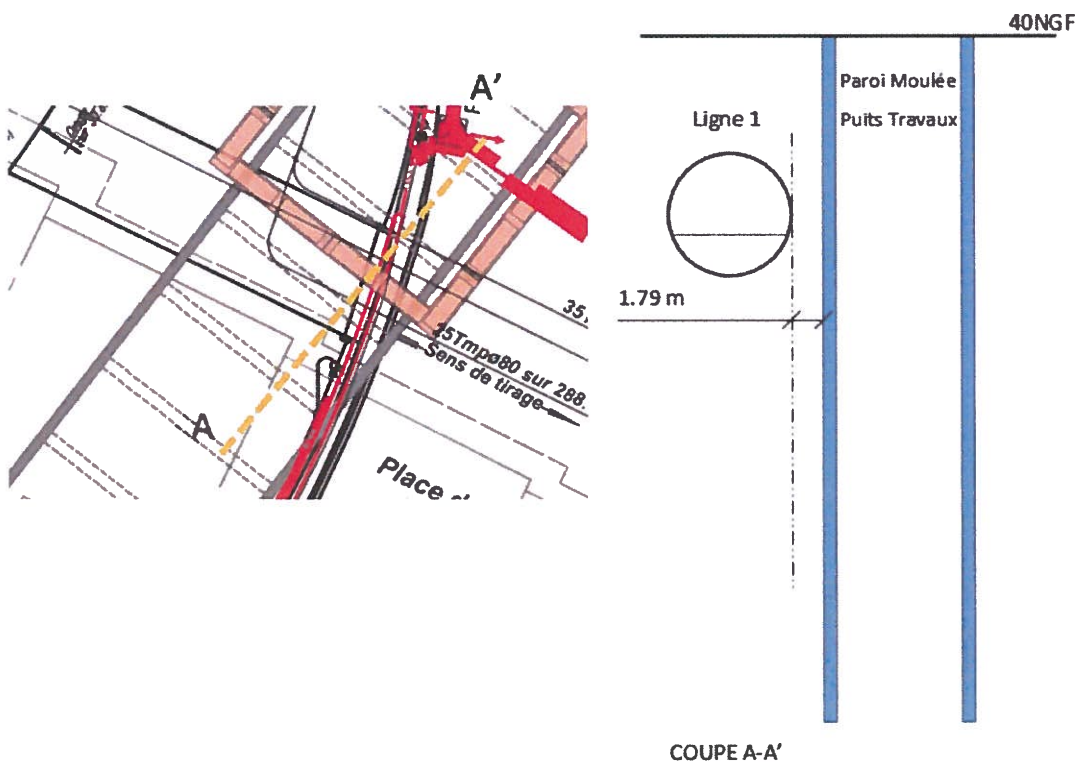 A'
F
35
25Tmpø80 sur 288.
Sens de tirage
A
Place d'
40NGF
Paroi Moulée
Puits Travaux
Ligne 1
1.79 m
COUPE A-A'